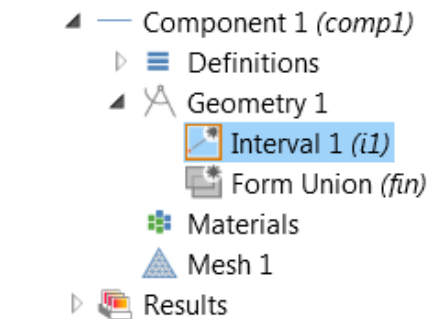 Component 1 (comp1)
Definitions
Geometry 1
Interval 1 (i1)
Form Union (fin)
Materials
Mesh 1
Results